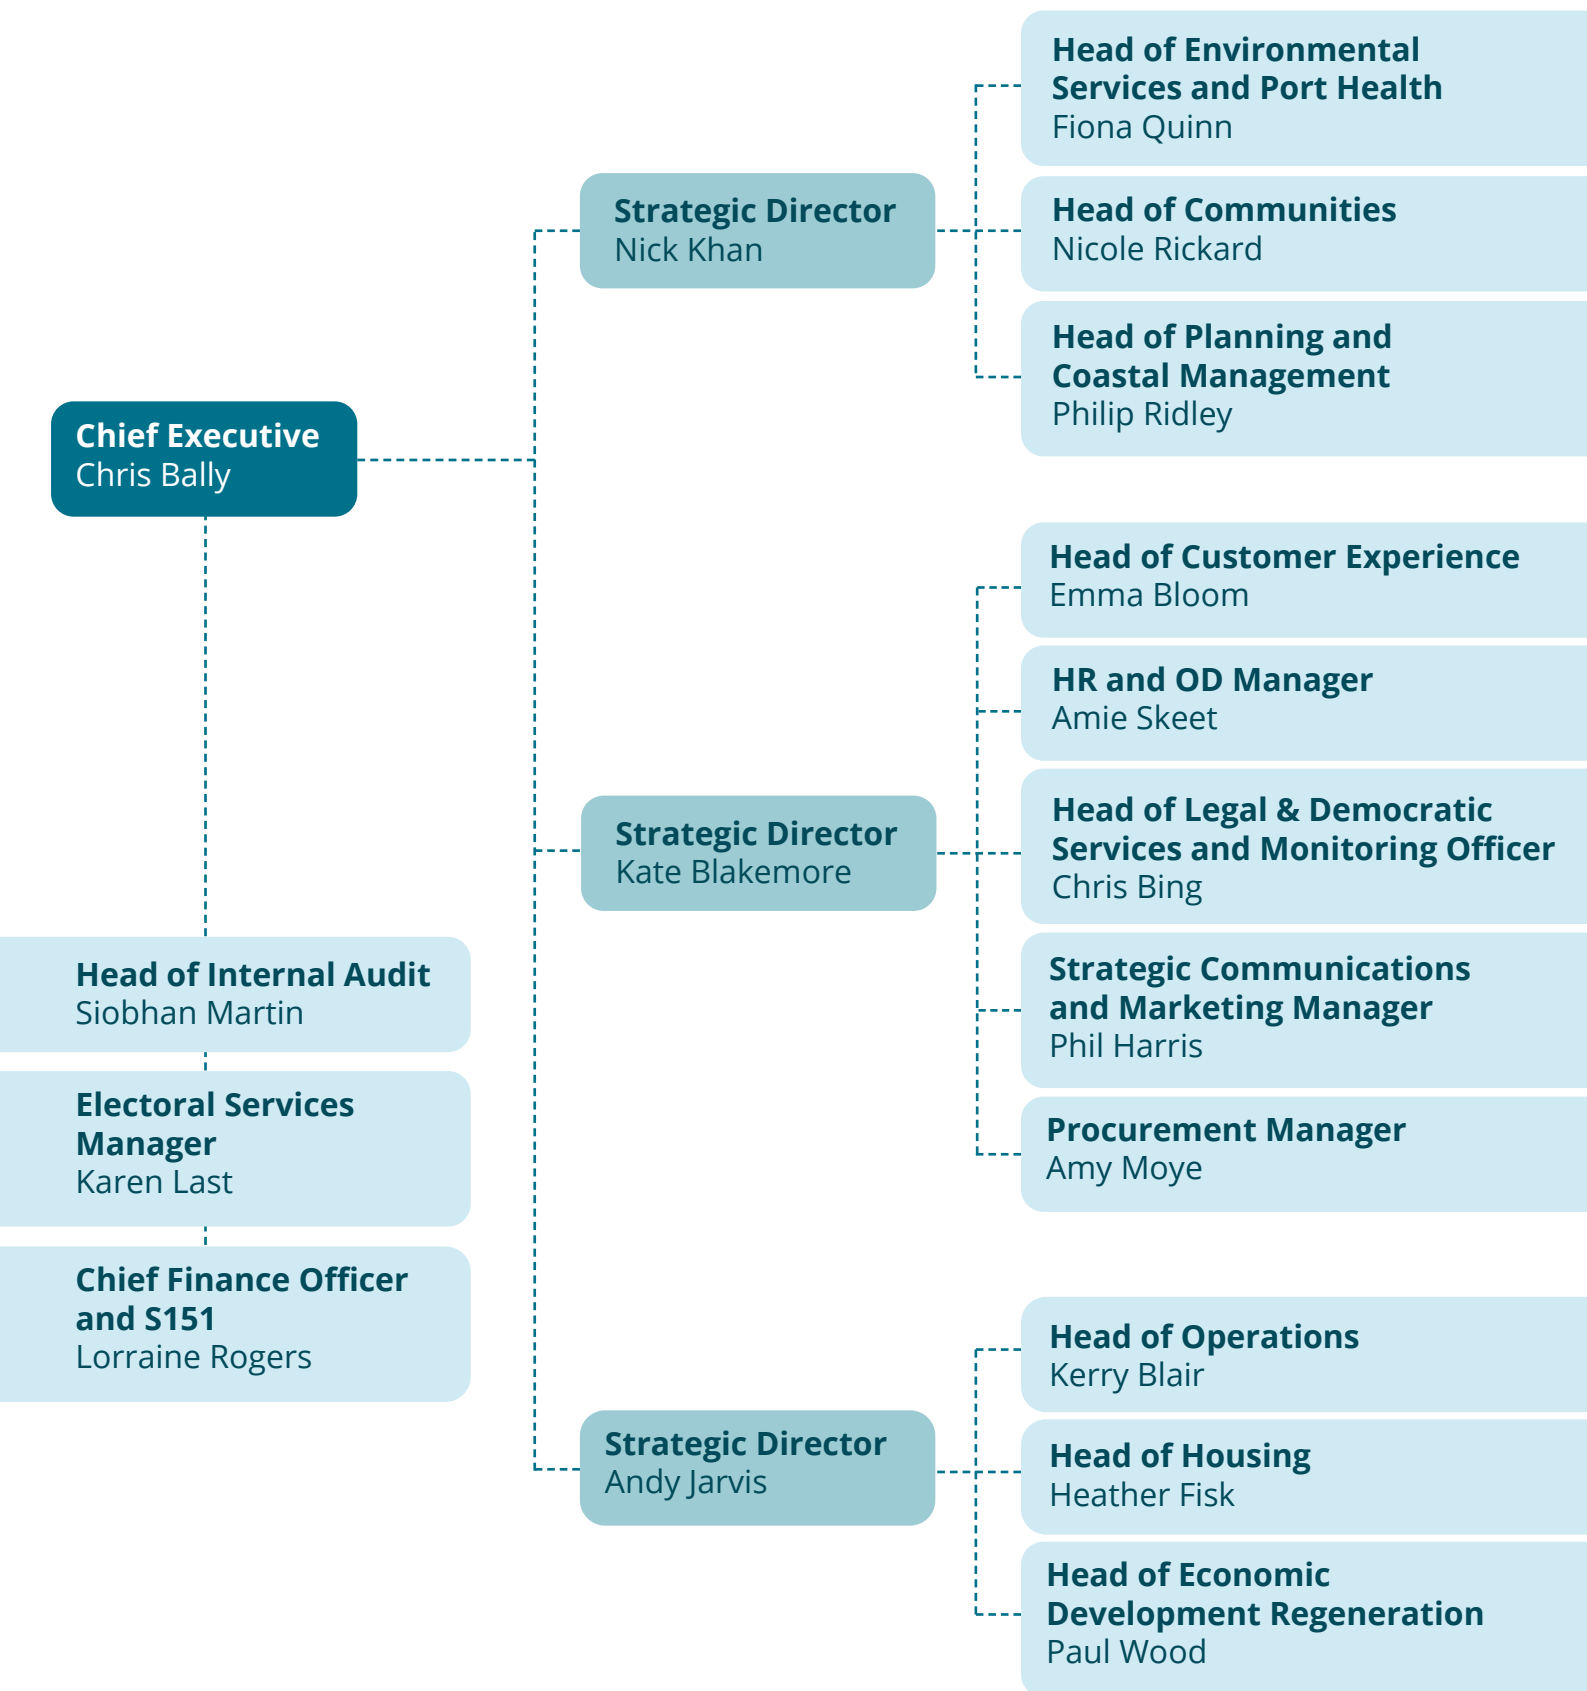 Chief Executive
Chris Bally
Head of Internal Audit
Siobhan Martin
Electoral Services
Manager
Karen Last
Chief Finance Officer
and S151
Lorraine Rogers
Strategic Director
Nick Khan
Head of Environmental
Services and Port Health
Fiona Quinn
Head of Communities
Nicole Rickard
Head of Planning and
Coastal Management
Philip Ridley
Strategic Director
Kate Blakemore
Head of Customer Experience
Emma Bloom
HR and OD Manager
Amie Skeet
Head of Legal & Democratic
Services and Monitoring Officer
Chris Bing
Strategic Communications
and Marketing Manager
Phil Harris
Procurement Manager
Amy Moye
Strategic Director
Andy Jarvis
Head of Operations
Kerry Blair
Head of Housing
Heather Fisk
Head of Economic
Development Regeneration
Paul Wood